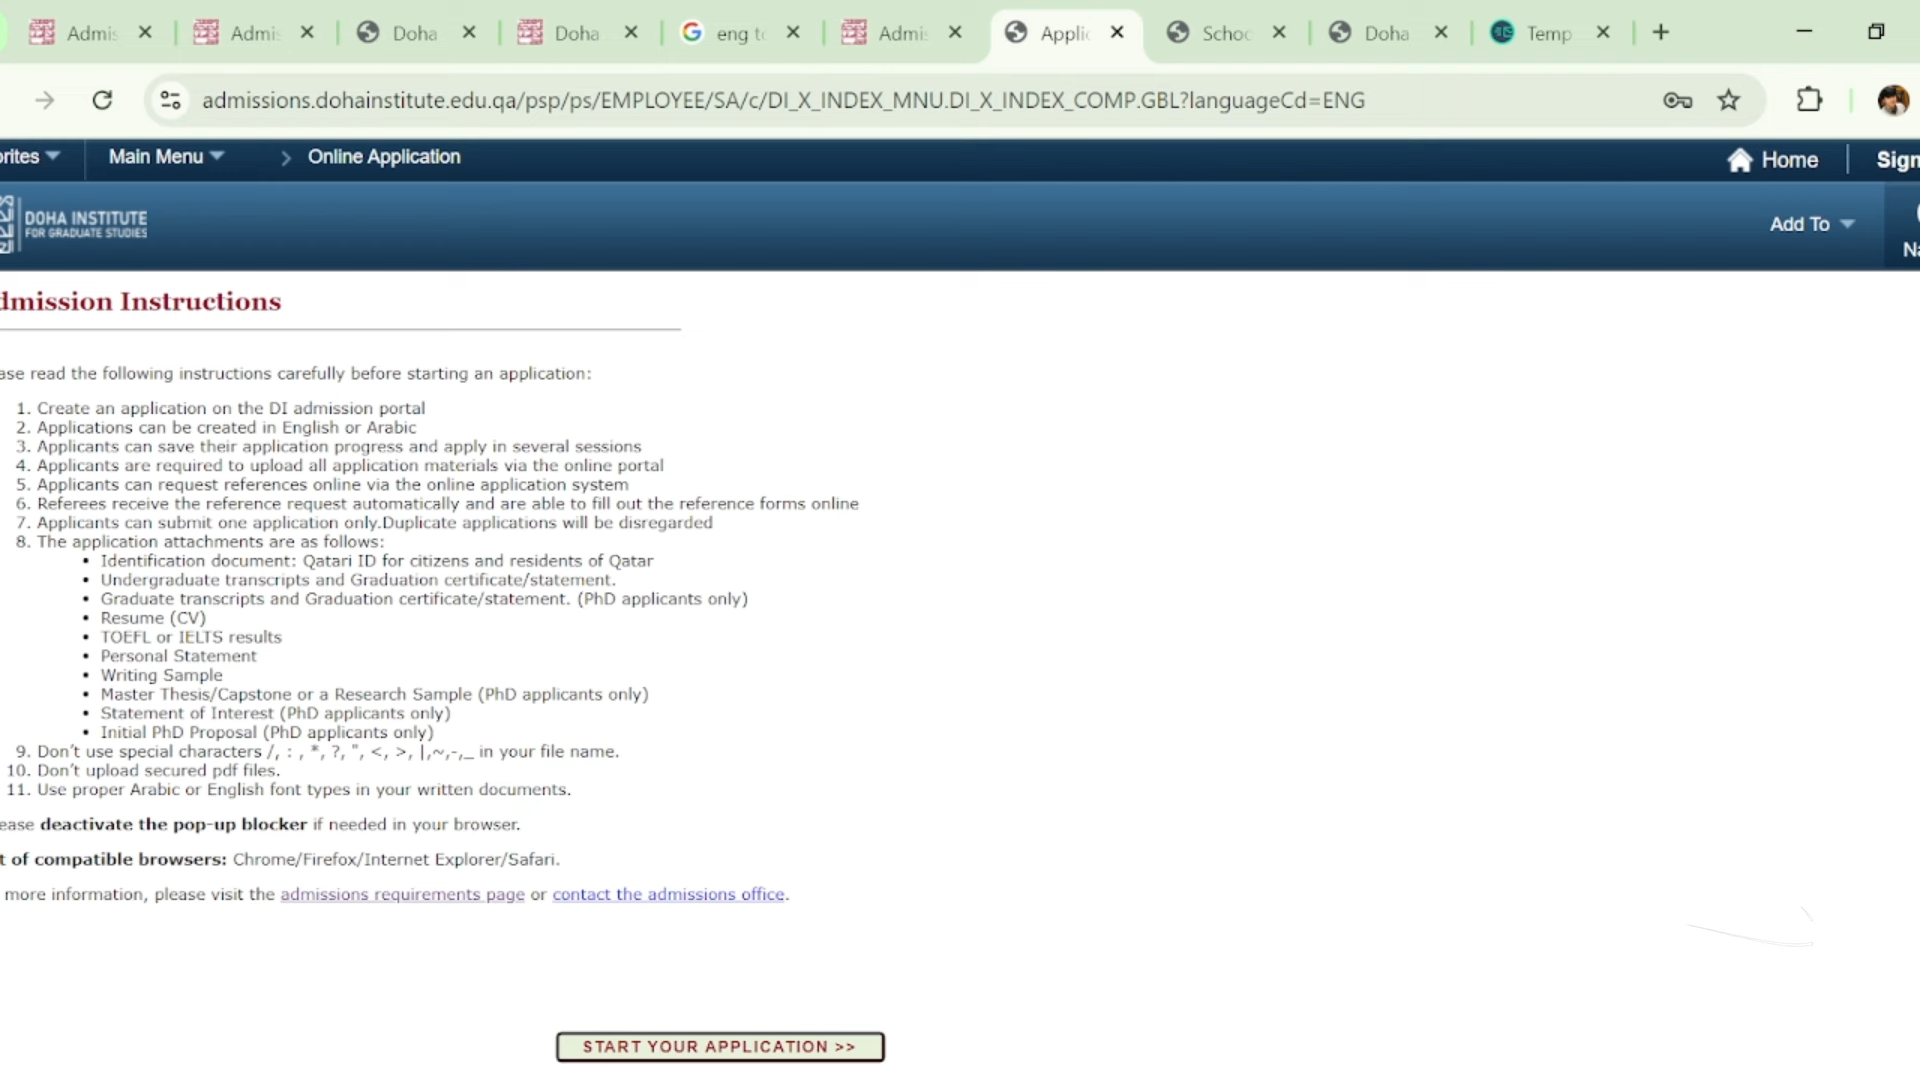 Admis
Admi
Doha
Doha
eng to
Admi
Applic
Schoo
Doha
Temp
admissions.dohainstitute.edu.qa/psp/ps/EMPLOYEE/SA/c/DI_X_INDEX_MNU.DI_X_INDEX_COMP.GBL?languageCd=ENG
orites Main Menu > Online Application Home Sign
DOHA INSTITUTE
FOR GRADUATE STUDIES
Add To
Na
dmission Instructions
ase read the following instructions carefully before starting an application:
1. Create an application on the DI admission portal
2. Applications can be created in English or Arabic
3. Applicants can save their application progress and apply in several sessions
4. Applicants are required to upload all application materials via the online portal
5. Applicants can request references online via the online application system
6. Referees receive the reference request automatically and are able to fill out the reference forms online
7. Applicants can submit one application only.Duplicate applications will be disregarded
8. The application attachments are as follows:
• Identification document: Qatari ID for citizens and residents of Qatar
• Undergraduate transcripts and Graduation certificate/statement.
• Graduate transcripts and Graduation certificate/statement. (PhD applicants only)
• Resume (CV)
• TOEFL or IELTS results
• Personal Statement
• Writing Sample
• Master Thesis/Capstone or a Research Sample (PhD applicants only)
• Statement of Interest (PhD applicants only)
• Initial PhD Proposal (PhD applicants only)
9. Don't use special characters /, : , *, ?, ", <, >, |,~,-,_ in your file name.
10. Don't upload secured pdf files.
11. Use proper Arabic or English font types in your written documents.
ease deactivate the pop-up blocker if needed in your browser.
t of compatible browsers: Chrome/Firefox/Internet Explorer/Safari.
more information, please visit the admissions requirements page or contact the admissions office.
START YOUR APPLICATION >>